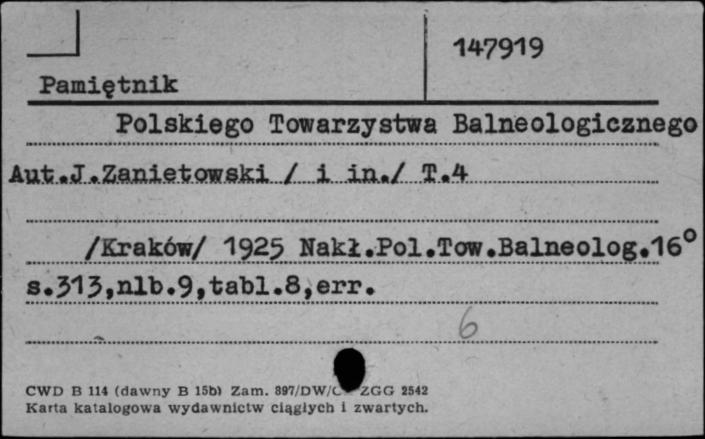 147919
Pamiętnik
Polskiego Towarzystwa Balneologicznego
Aut.J.Zanietowski / i in./ T.4
/Kraków/ 1925 Nakł.Pol.Tow.Balneolog.16°
s.313,nlb.9,tabl.8,err.
6
CWD B 114 (dawny B 15b) Zam. 897/DW/ ZGG 2542
Karta katalogowa wydawnictw ciągłych i zwartych.